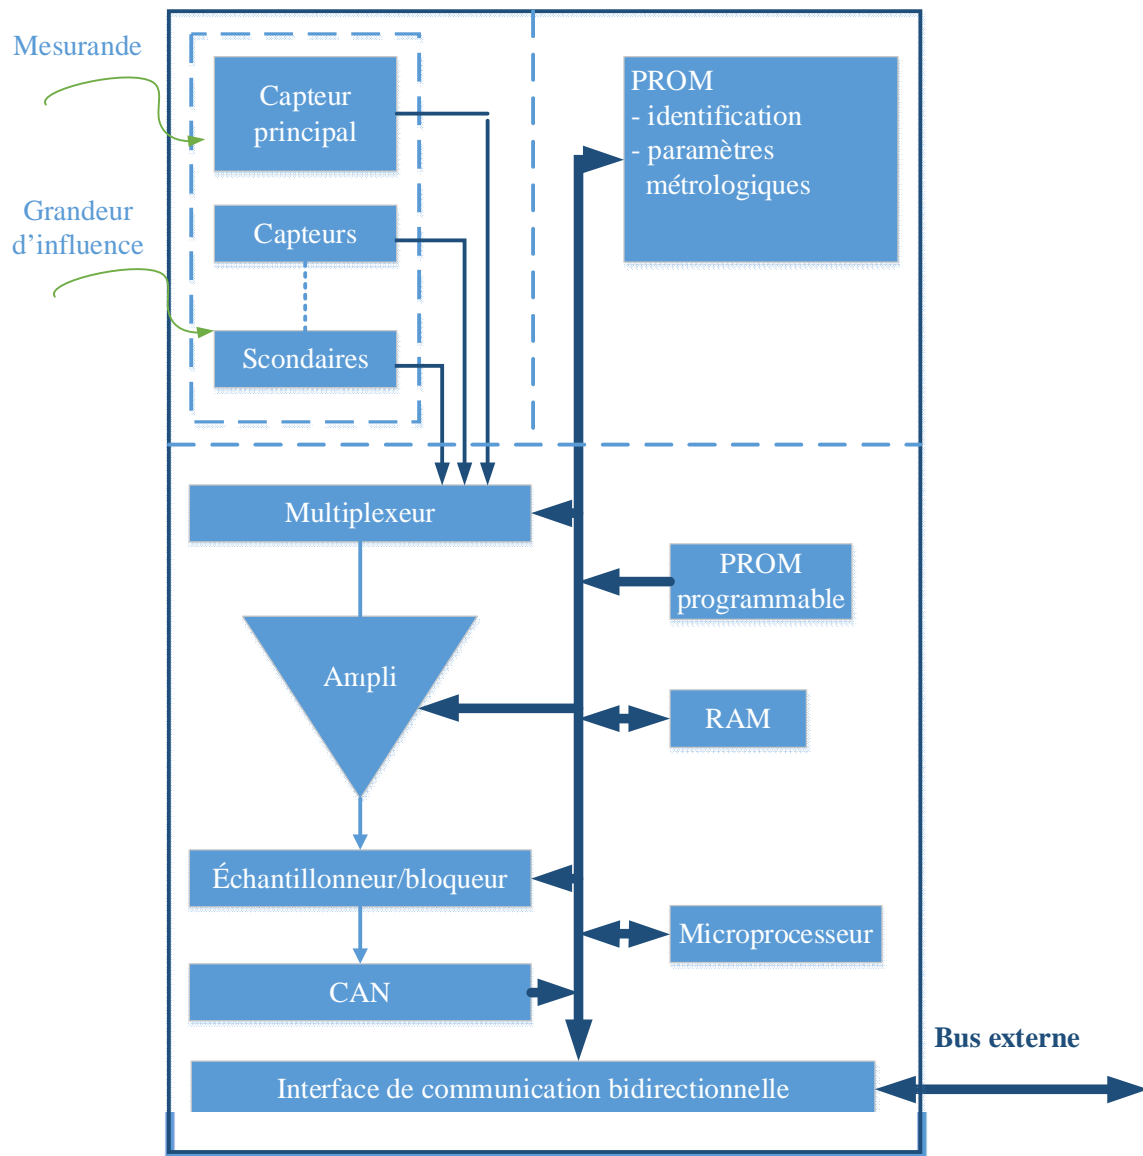 Mesurande
Capteur
principal
Grandeur
d'influence
Capteurs
Scondaires
PROM
- identification
- paramètres
métrologiques
Multiplexeur
PROM
programmable
Ampli
RAM
Échantillonneur/bloqueur
Microprocesseur
CAN
Bus externe
Interface de communication bidirectionnelle